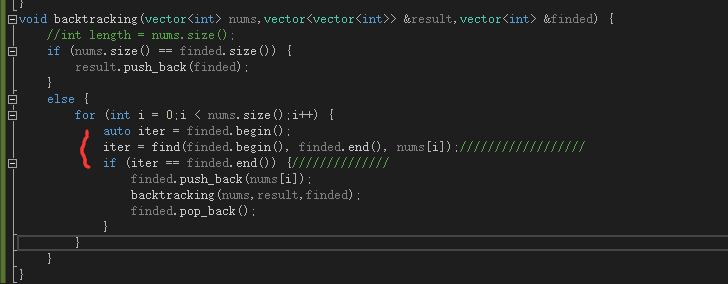 }
void backtracking(vector<int> nums,vector<vector<int>> &result,vector<int> &finded) {
//int length = nums.size();
if (nums.size() == finded.size()) {
result.push_back(finded);
}
else {
for (int i = 0;i < nums.size();i++) {
auto iter = finded.begin();
iter = find(finded.begin(), finded.end(), nums[i]);///////////////////
if (iter == finded.end()) {//////////////
finded.push_back(nums[i]);
backtracking(nums,result,finded);
finded.pop_back();
}
}
}
}